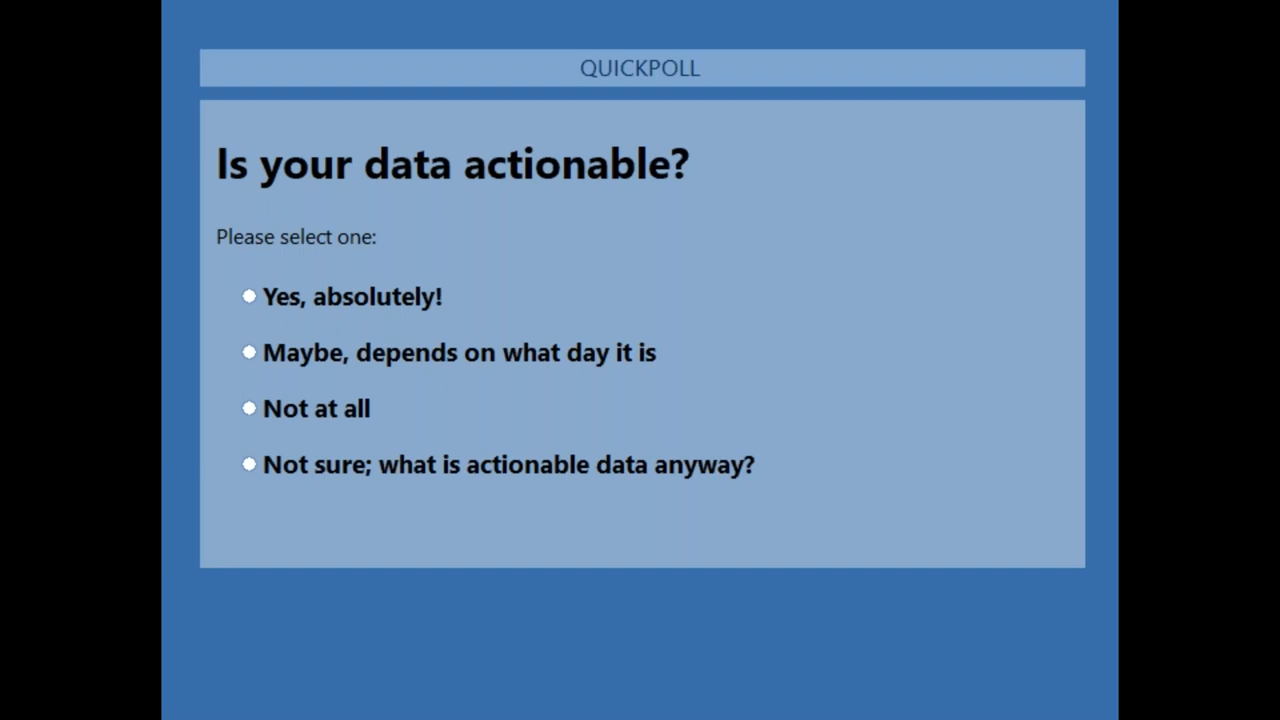 QUICKPOLL
Is your data actionable?
Please select one:
Yes, absolutely!
Maybe, depends on what day it is
Not at all
Not sure; what is actionable data anyway?